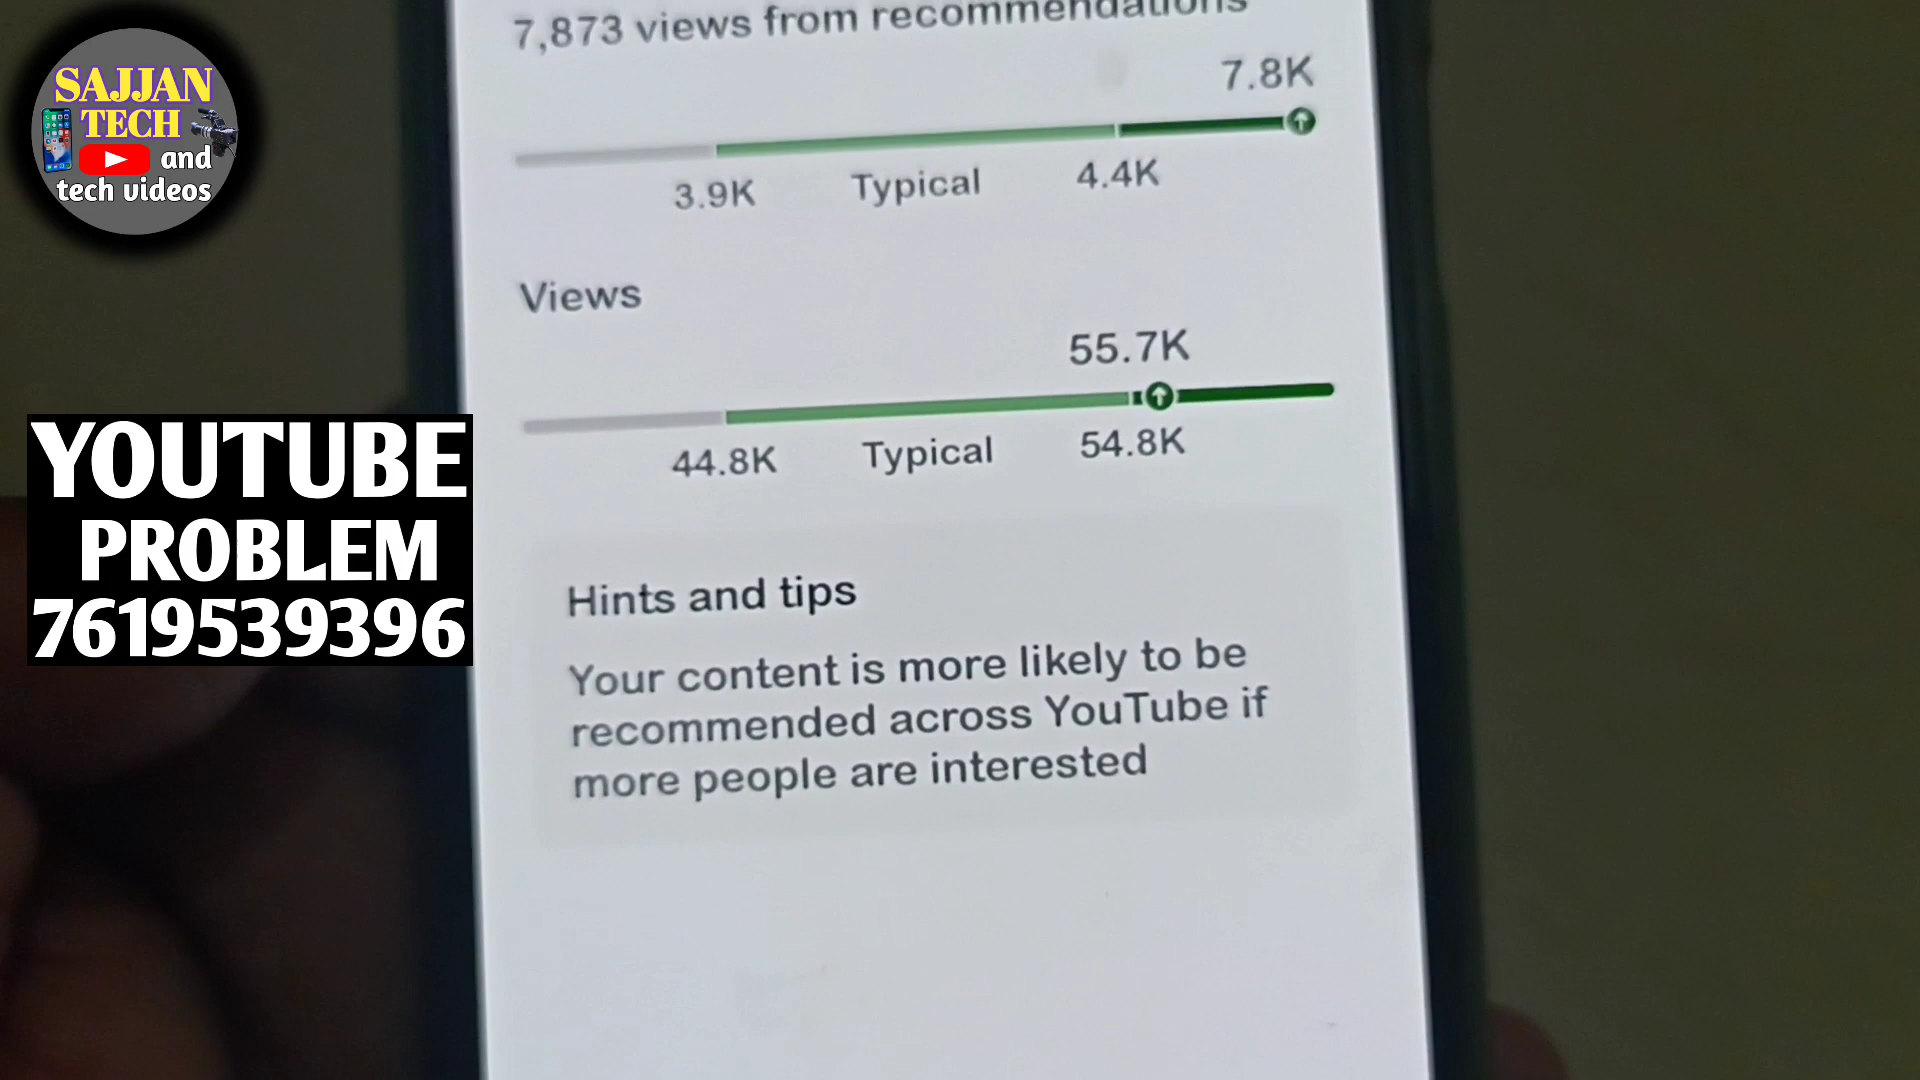 SAJJAN
TECH
and
tech videos
7,873 views from recommendations
7.8K
3.9K Typical 4.4K
Views
55.7K
44.8K Typical 54.8K
YOUTUBE
PROBLEM
7619539396
Hints and tips
Your content is more likely to be
recommended across YouTube if
more people are interested